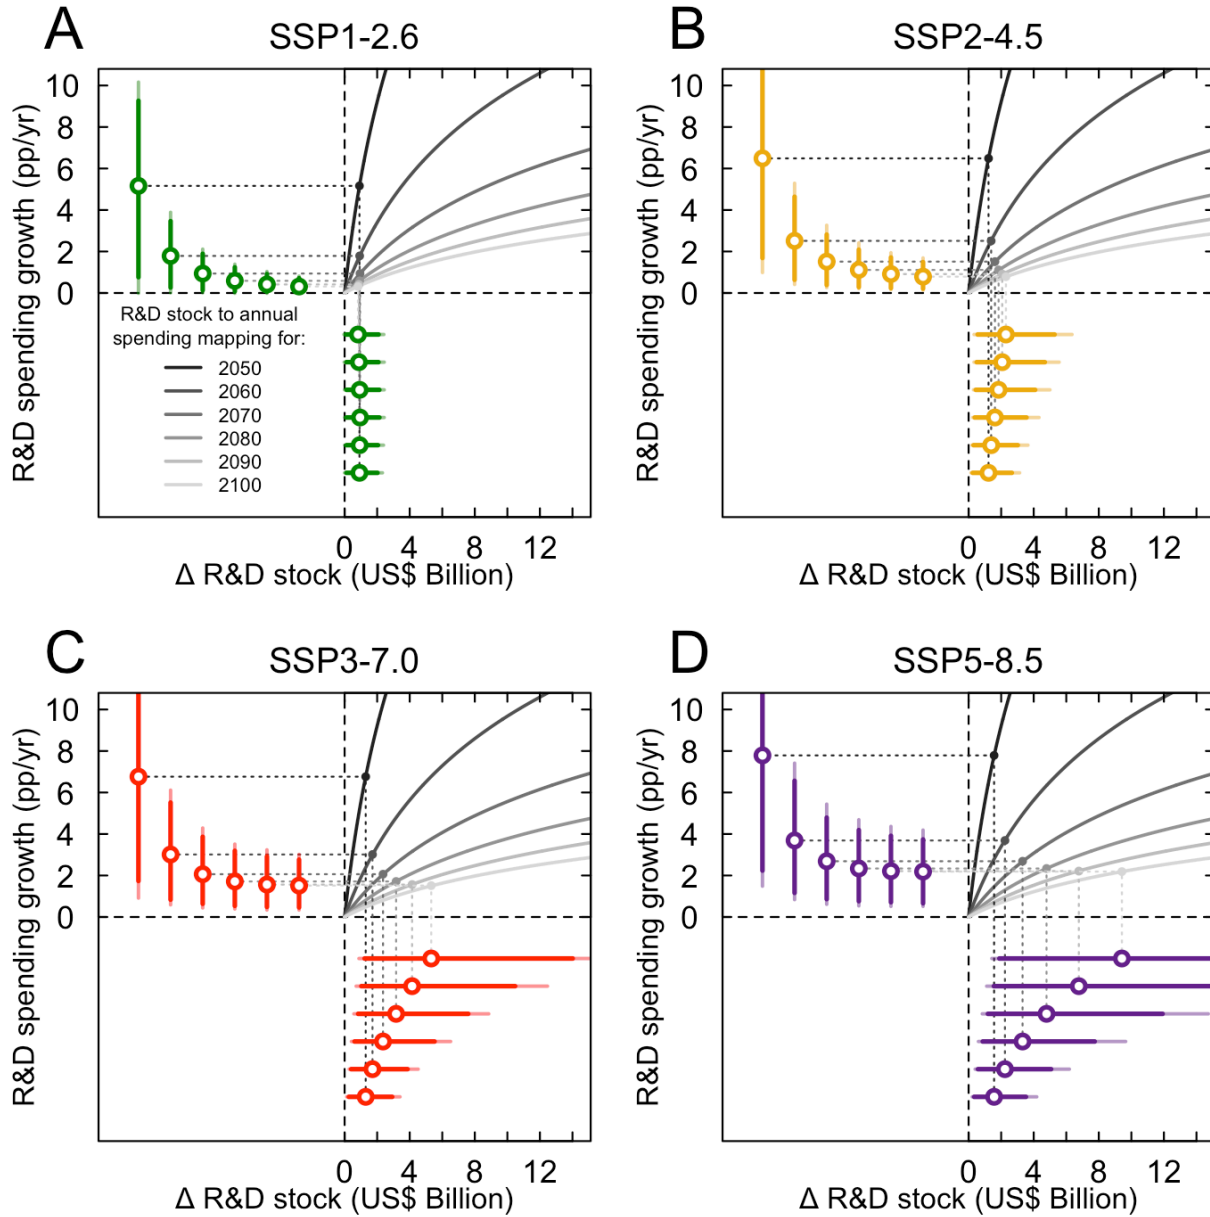 A
SSP1-2.6
R&D spending growth (pp/yr)
10
8
6
4
2
0
R&D stock to annual
spending mapping for:
2050
2060
2070
2080
2090
2100
0 4 8 12
Δ R&D stock (US$ Billion)
B
SSP2-4.5
R&D spending growth (pp/yr)
10
8
6
4
2
0
0 4 8 12
Δ R&D stock (US$ Billion)
C
SSP3-7.0
R&D spending growth (pp/yr)
10
8
6
4
2
0
0 4 8 12
Δ R&D stock (US$ Billion)
D
SSP5-8.5
R&D spending growth (pp/yr)
10
8
6
4
2
0
0 4 8 12
Δ R&D stock (US$ Billion)